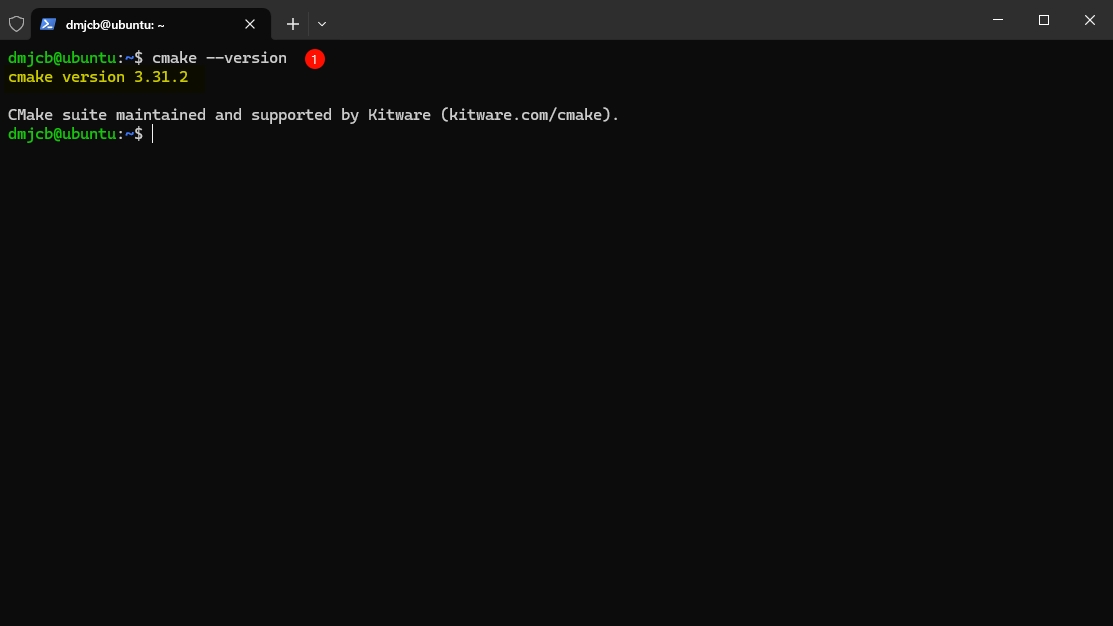 dmjcb@ubuntu: ~
dmjcb@ubuntu:~$ cmake --version 1
cmake version 3.31.2
CMake suite maintained and supported by Kitware (kitware.com/cmake).
dmjcb@ubuntu:~$